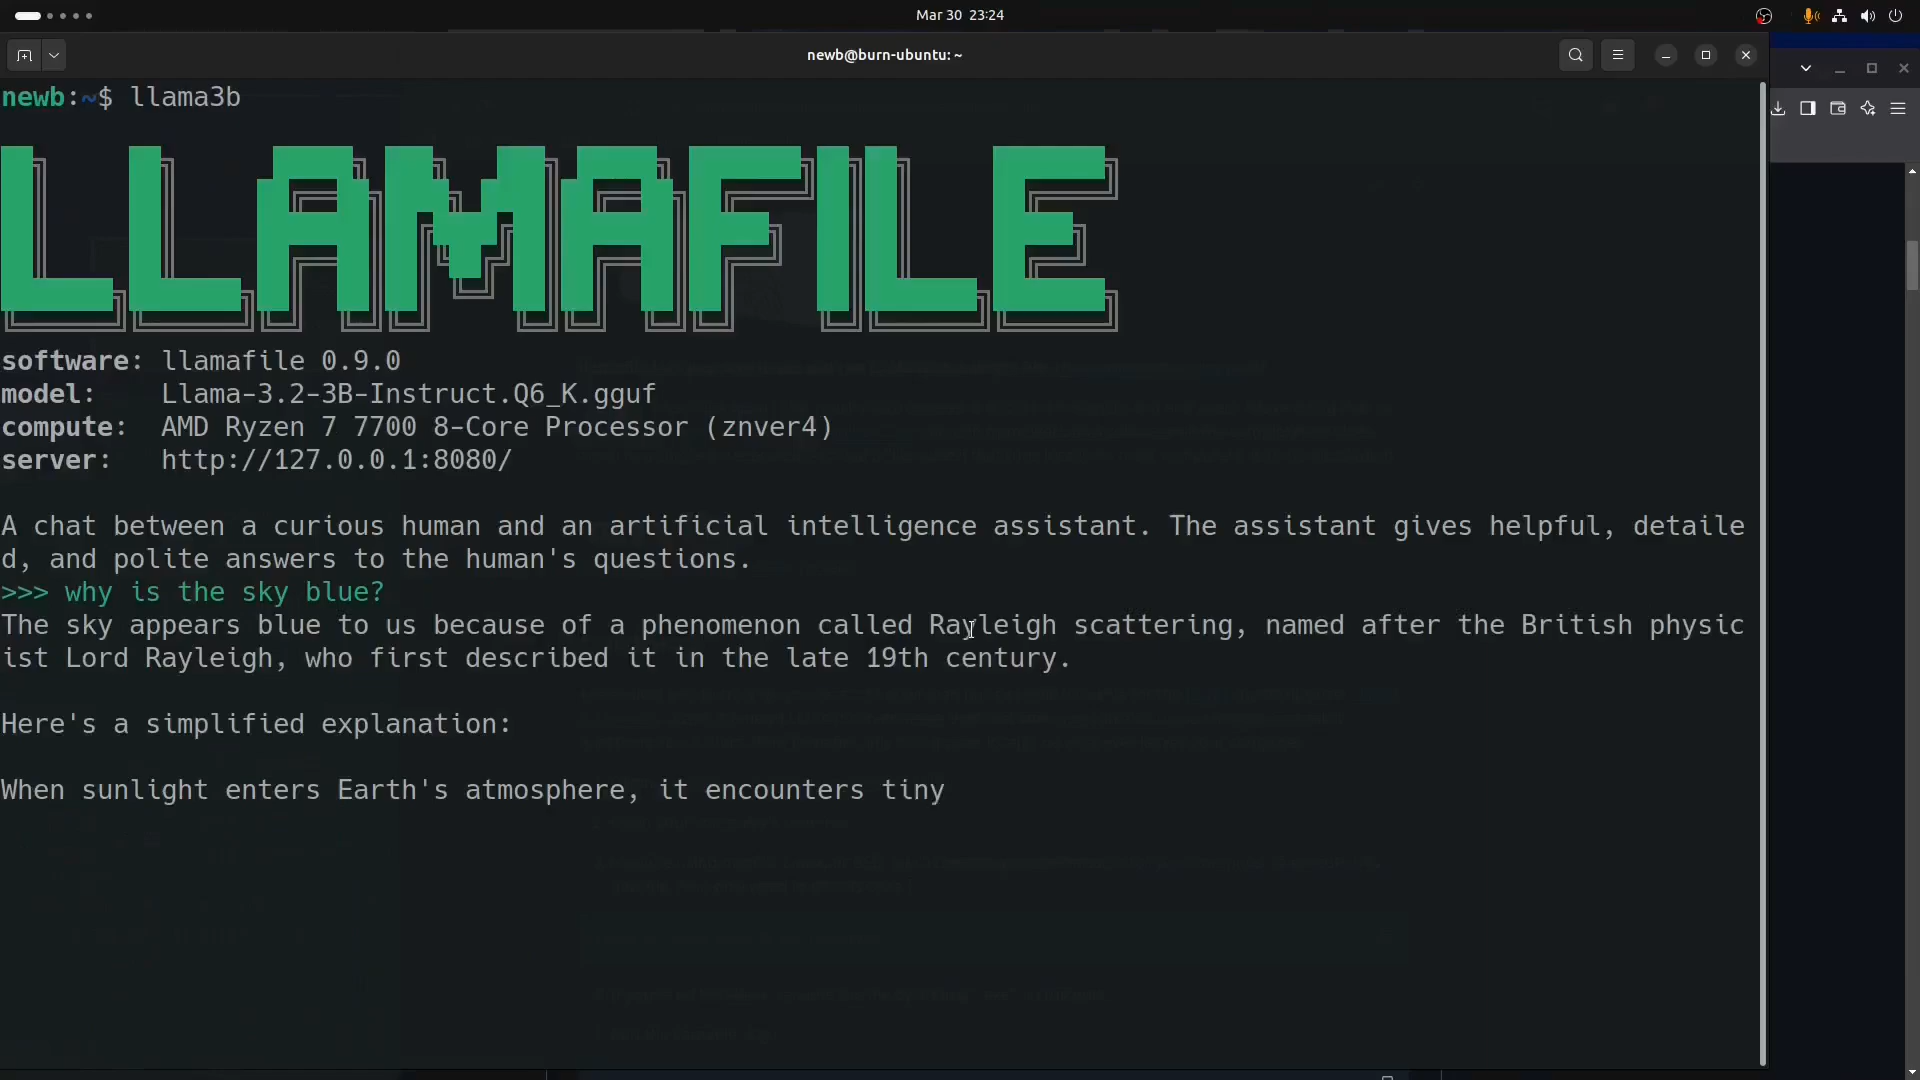 Mar 30 23:24
newb@burn-ubuntu: ~
newb:~$ llama3b
LLAMAFILE
software: llamafile 0.9.0
model: Llama-3.2-3B-Instruct.Q6_K.gguf
compute: AMD Ryzen 7 7700 8-Core Processor (znver4)
server: http://127.0.0.1:8080/
A chat between a curious human and an artificial intelligence assistant. The assistant gives helpful, detaile
d, and polite answers to the human's questions.
>>> why is the sky blue?
The sky appears blue to us because of a phenomenon called Rayleigh scattering, named after the British physic
ist Lord Rayleigh, who first described it in the late 19th century.
Here's a simplified explanation:
When sunlight enters Earth's atmosphere, it encounters tiny